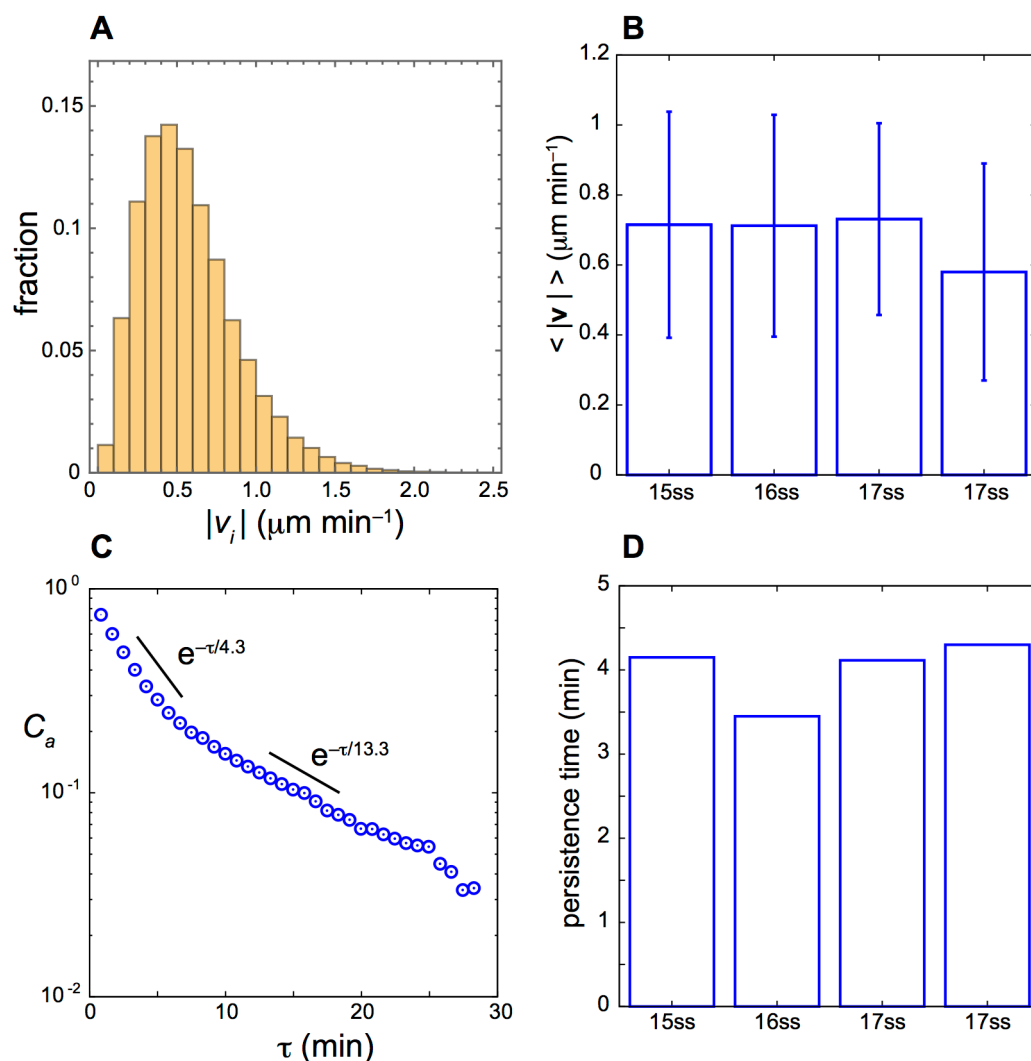 A
0.15
0.1
0.05
0
fraction
0
0.5
1.0
1.5
2.0
2.5
|v_i| (μm min⁻¹)
B
1.2
1
0.8
0.6
0.4
0.2
0
< |v| > (μm min⁻¹)
15ss
16ss
17ss
17ss
C
10⁰
10⁻¹
10⁻²
C_a
e^{–τ/4.3}
e^{–τ/13.3}
0
10
20
30
τ (min)
D
5
4
3
2
1
0
persistence time (min)
15ss
16ss
17ss
17ss